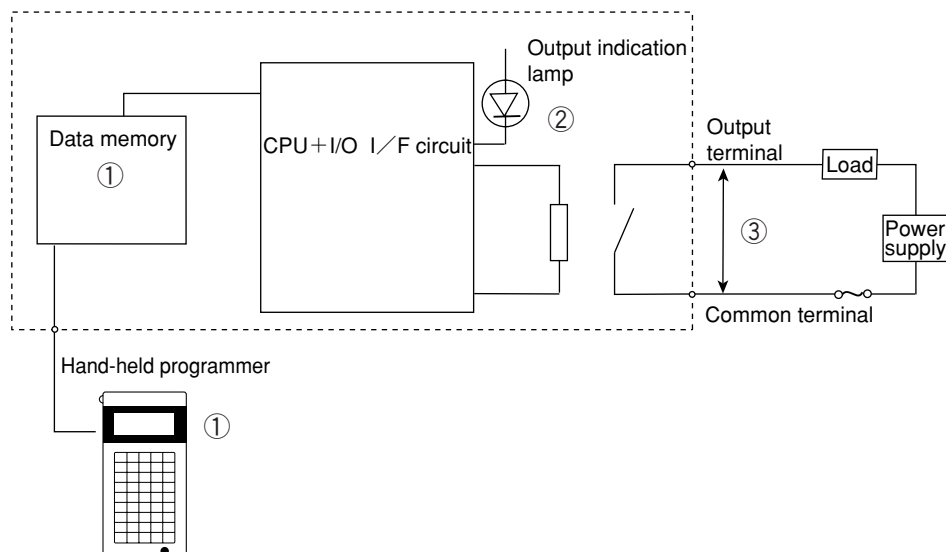 Output indication
lamp
②
Data memory
①
CPU＋I/O I／F circuit
Output
terminal
Load
③
Power
supply
Common terminal
Hand-held programmer
①